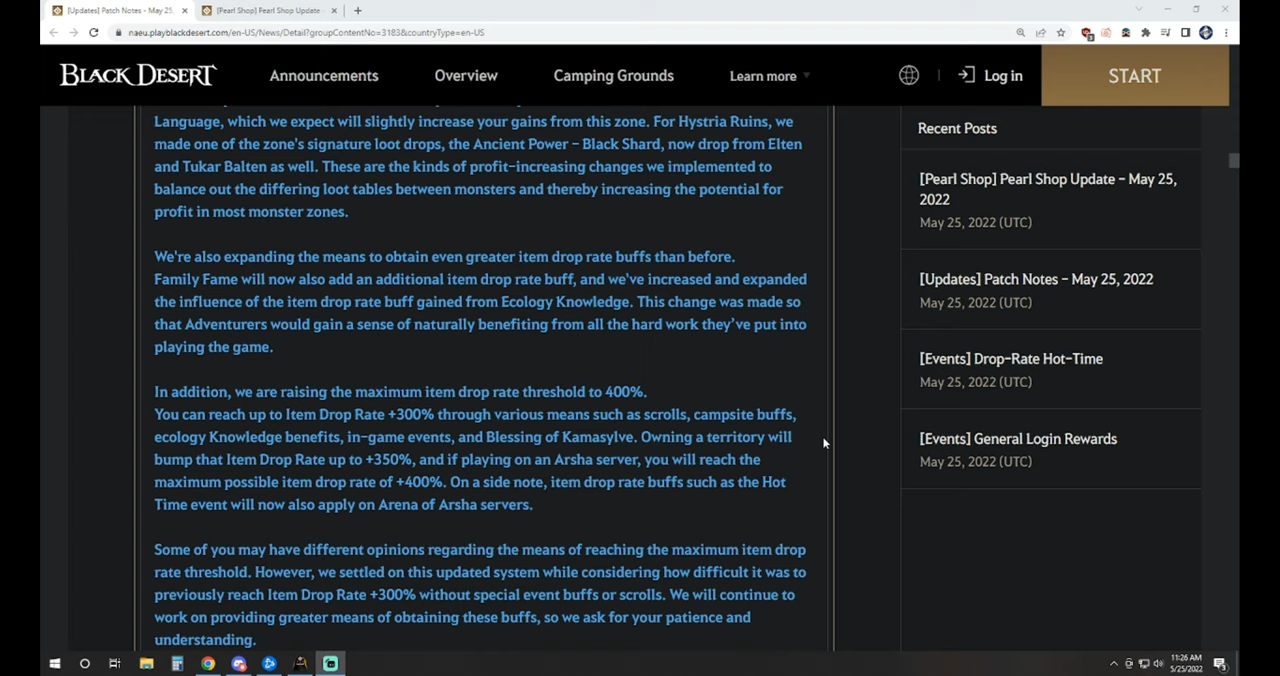 [Updates] Patch Notes - May 25,
[Pearl Shop] Pearl Shop Update
naeu.playblackdesert.com/en-US/News/Detail?groupContentNo=3183&countryType=en-US
BLACK DESERT
Announcements
Overview
Camping Grounds
Learn more
Log in
START
Language, which we expect will slightly increase your gains from this zone. For Hystria Ruins, we
made one of the zone's signature loot drops, the Ancient Power - Black Shard, now drop from Elten
and Tukar Balten as well. These are the kinds of profit-increasing changes we implemented to
balance out the differing loot tables between monsters and thereby increasing the potential for
profit in most monster zones.
We're also expanding the means to obtain even greater item drop rate buffs than before.
Family Fame will now also add an additional item drop rate buff, and we've increased and expanded
the influence of the item drop rate buff gained from Ecology Knowledge. This change was made so
that Adventurers would gain a sense of naturally benefiting from all the hard work they've put into
playing the game.
In addition, we are raising the maximum item drop rate threshold to 400%.
You can reach up to Item Drop Rate +300% through various means such as scrolls, campsite buffs,
ecology Knowledge benefits, in-game events, and Blessing of Kamasylve. Owning a territory will
bump that Item Drop Rate up to +350%, and if playing on an Arsha server, you will reach the
maximum possible item drop rate of +400%. On a side note, item drop rate buffs such as the Hot
Time event will now also apply on Arena of Arsha servers.
Some of you may have different opinions regarding the means of reaching the maximum item drop
rate threshold. However, we settled on this updated system while considering how difficult it was to
previously reach Item Drop Rate +300% without special event buffs or scrolls. We will continue to
work on providing greater means of obtaining these buffs, so we ask for your patience and
understanding.
Recent Posts
[Pearl Shop] Pearl Shop Update - May 25,
2022
May 25, 2022 (UTC)
[Updates] Patch Notes - May 25, 2022
May 25, 2022 (UTC)
[Events] Drop-Rate Hot-Time
May 25, 2022 (UTC)
[Events] General Login Rewards
May 25, 2022 (UTC)
11:26 AM
5/25/2022